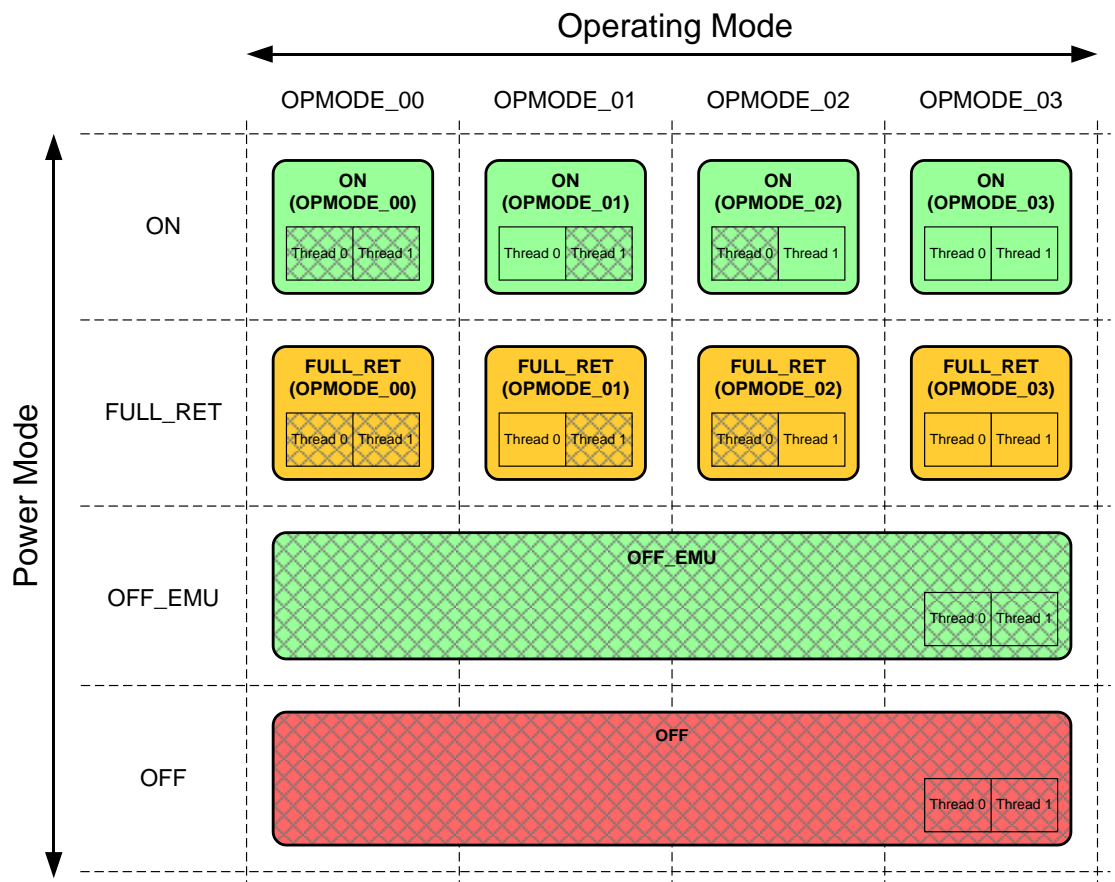 Operating Mode
OPMODE_00 OPMODE_01 OPMODE_02 OPMODE_03
Power Mode
ON
ON
(OPMODE_00)
Thread 0 Thread 1
ON
(OPMODE_01)
Thread 0 Thread 1
ON
(OPMODE_02)
Thread 0 Thread 1
ON
(OPMODE_03)
Thread 0 Thread 1
FULL_RET
FULL_RET
(OPMODE_00)
Thread 0 Thread 1
FULL_RET
(OPMODE_01)
Thread 0 Thread 1
FULL_RET
(OPMODE_02)
Thread 0 Thread 1
FULL_RET
(OPMODE_03)
Thread 0 Thread 1
OFF_EMU
OFF_EMU
Thread 0 Thread 1
OFF
OFF
Thread 0 Thread 1